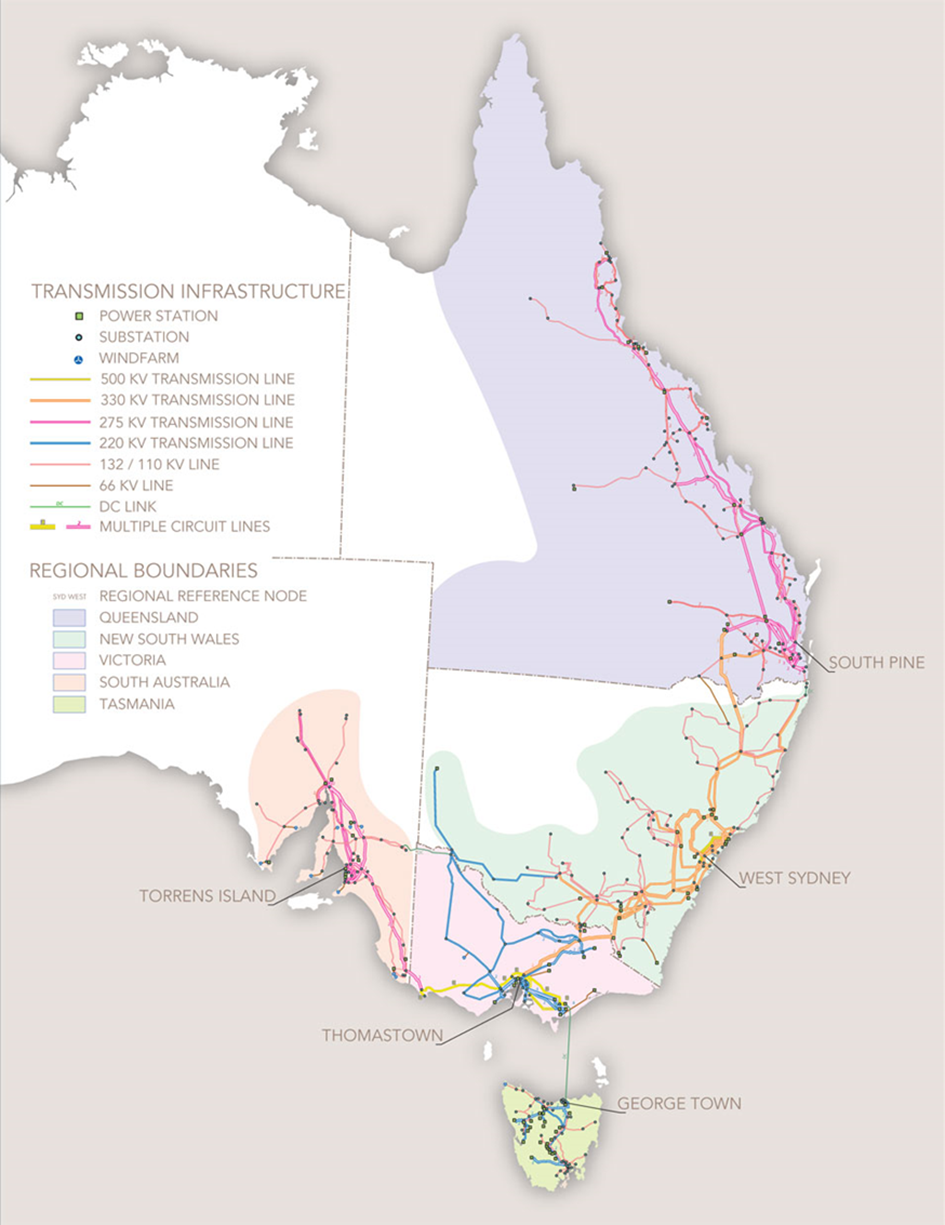 TRANSMISSION INFRASTRUCTURE
POWER STATION
SUBSTATION
WINDFARM
500 KV TRANSMISSION LINE
330 KV TRANSMISSION LINE
275 KV TRANSMISSION LINE
220 KV TRANSMISSION LINE
132 / 110 KV LINE
66 KV LINE
DC LINK
MULTIPLE CIRCUIT LINES
REGIONAL BOUNDARIES
SYD WEST REGIONAL REFERENCE NODE
QUEENSLAND
NEW SOUTH WALES
VICTORIA
SOUTH AUSTRALIA
TASMANIA
SOUTH PINE
WEST SYDNEY
TORRENS ISLAND
THOMASTOWN
GEORGE TOWN